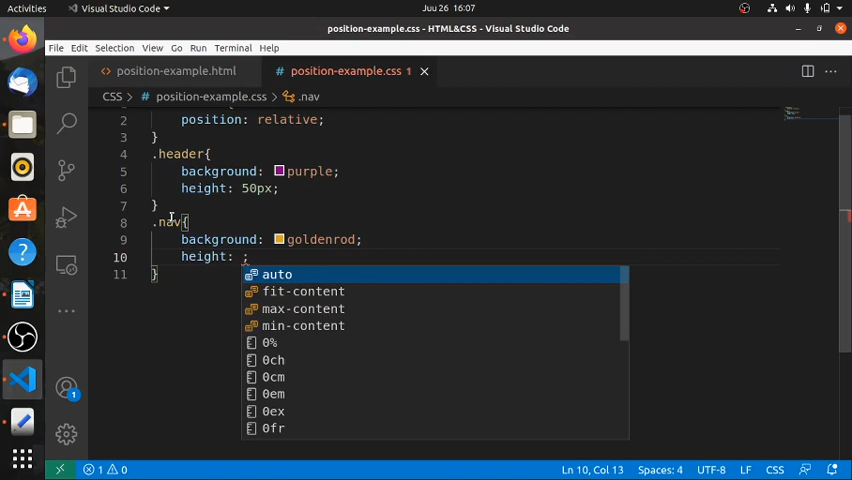 Activities
Visual Studio Code
Juu 26 16:07
position-example.css - HTML&CSS - Visual Studio Code
File Edit Selection View Go Run Terminal Help
position-example.html
position-example.css 1
CSS > # position-example.css > .nav
2 position: relative;
3 }
4 .header{
5 background: purple;
6 height: 50px;
7 }
8 .nav{
9 background: goldenrod;
10 height: ;
11 }
auto
fit-content
max-content
min-content
0%
0ch
0cm
0em
0ex
0fr
1
1 0
Ln 10, Col 13 Spaces: 4 UTF-8 LF CSS